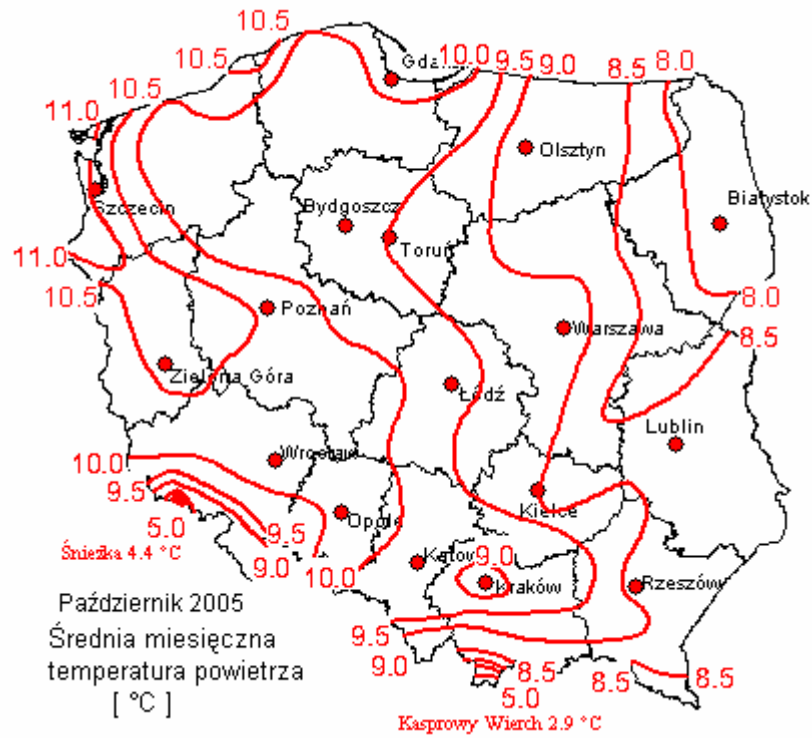 10.5
10.5
10.5
10.0
9.5
9.0
8.5
8.0
11.0
Olsztyn
Szczecin
Bydgoszcz
Toruń
Białystok
11.0
10.5
8.0
Poznań
Warszawa
8.5
Zielona Góra
Łódź
Lublin
10.0
Wrocław
9.5
5.0
Opole
Kielce
9.5
Śnieżka 4.4 °C
9.0
10.0
9.0
Kraków
Rzeszów
Październik 2005
Średnia miesięczna
temperatura powietrza
[ °C ]
9.5
9.0
8.5
5.0
8.5
8.5
Kasprowy Wierch 2.9 °C